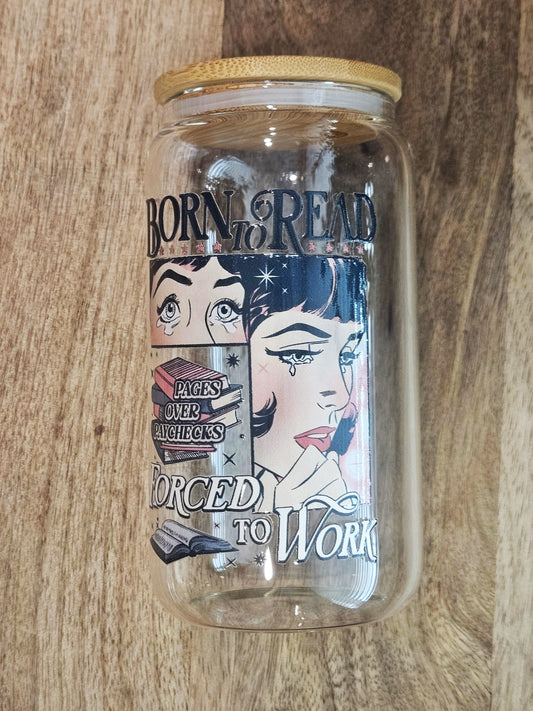 BORN TO READ
PAGES
OVER
PAYCHECKS
FORCED
TO WORK